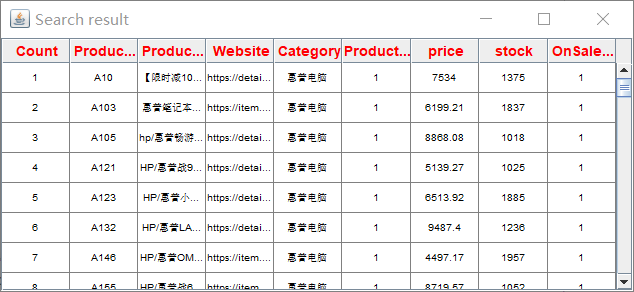 Search result
Count Produc... Produc... Website Category Product... price stock OnSale...
1 A10 【限时减10... https://detai... 惠普电脑 1 7534 1375 1
2 A103 惠普笔记本... https://item.... 惠普电脑 1 6199.21 1837 1
3 A105 hp/惠普畅游... https://detai... 惠普电脑 1 8868.08 1018 1
4 A121 HP/惠普战9... https://detai... 惠普电脑 1 5139.27 1025 1
5 A123 HP/惠普小... https://detai... 惠普电脑 1 6513.92 1885 1
6 A132 HP/惠普LA... https://detai... 惠普电脑 1 9487.4 1236 1
7 A146 HP/惠普OM... https://item.... 惠普电脑 1 4497.17 1957 1
8 A155 HP/惠普战6... https://detai... 惠普电脑 1 8719.57 1052 1